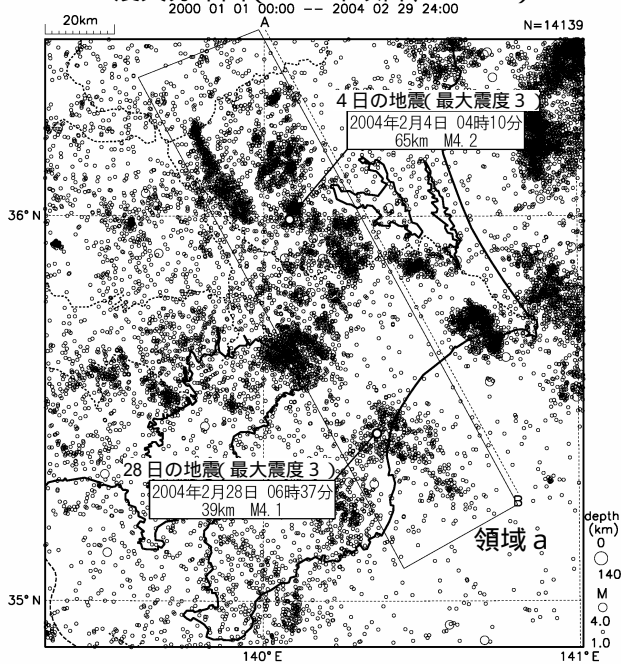 2000 01 01 00:00 -- 2004 02 29 24:00
A
20km
N=14139
4日の地震(最大震度3)
2004年2月4日 04時10分
65km M4.2
36°N
28日の地震(最大震度3)
2004年2月28日 06時37分
39km M4.1
B
領域a
depth
(km)
0
140
M
4.0
1.0
35°N
140°E
141°E